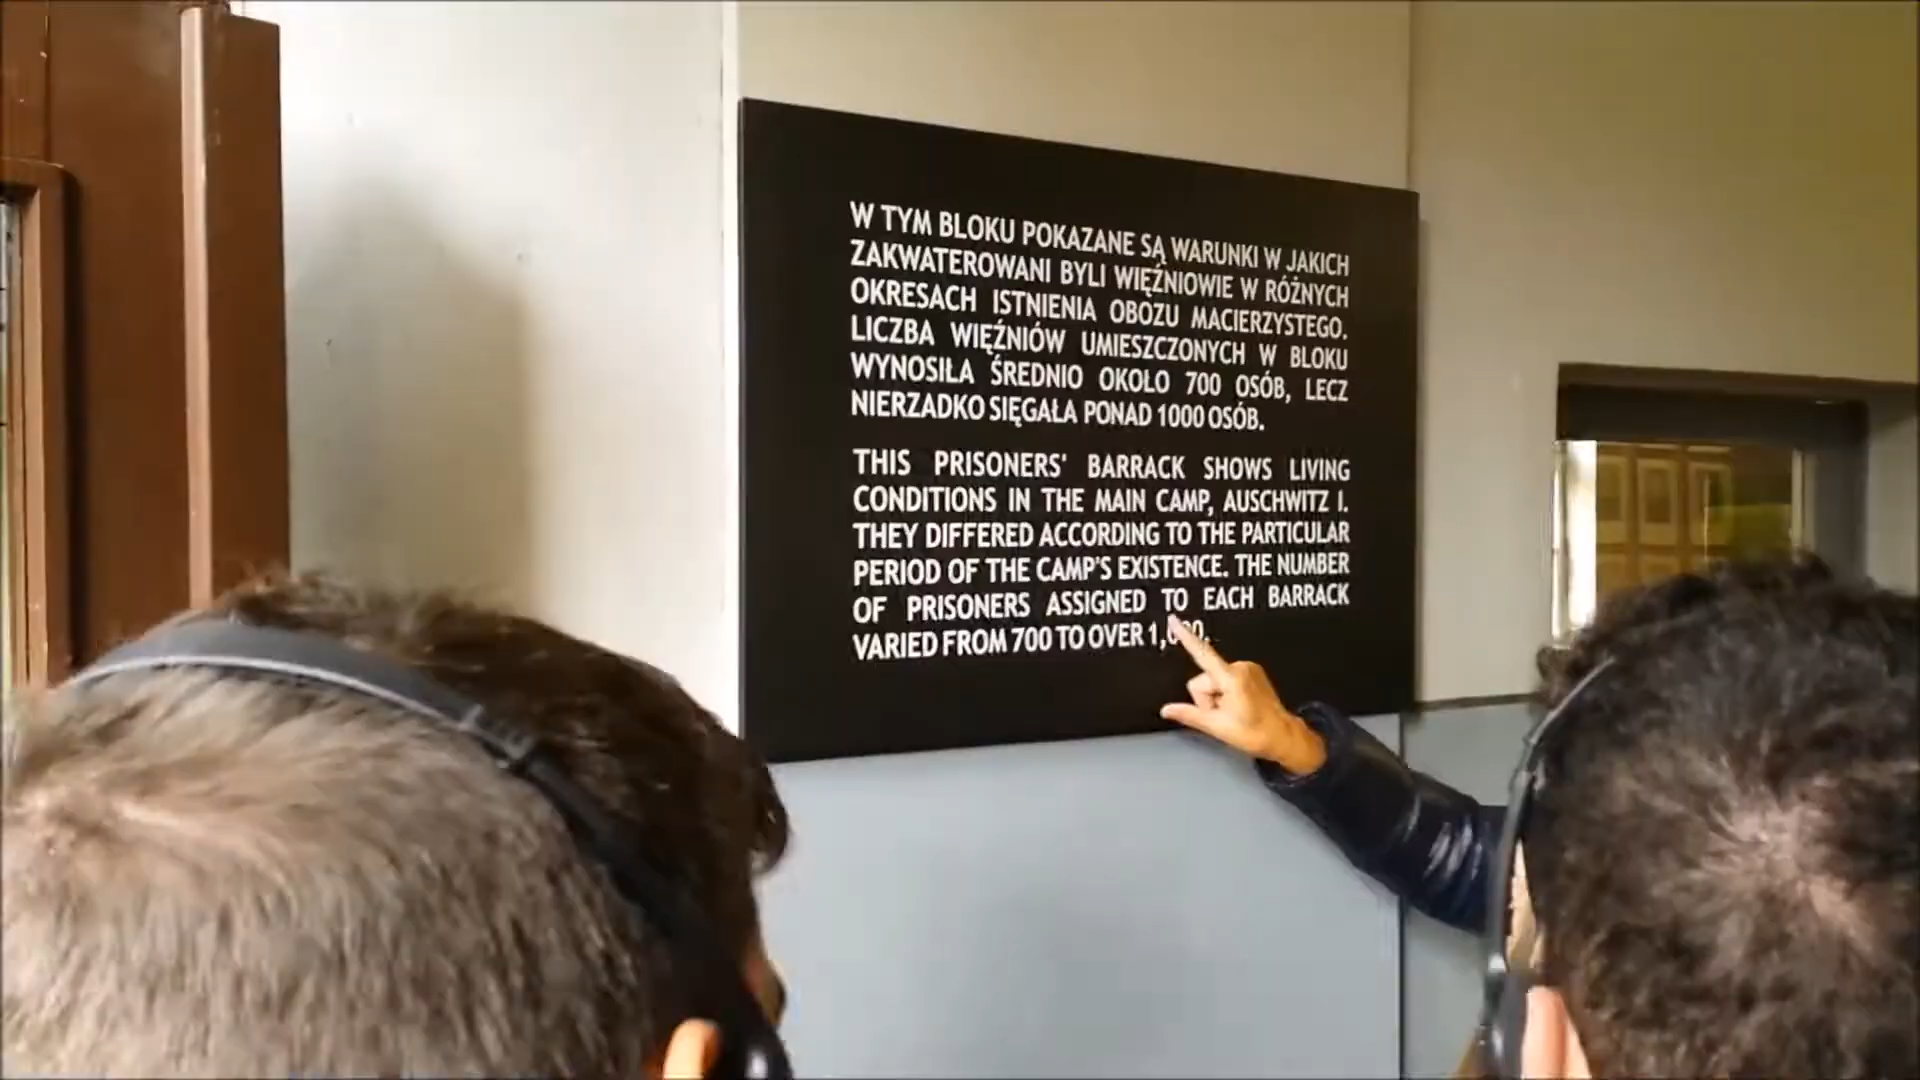 W TYM BLOKU POKAZANE SĄ WARUNKI W JAKICH
ZAKWATEROWANI BYLI WIĘŹNIOWIE W RÓŻNYCH
OKRESACH ISTNIENIA OBOZU MACIERZYSTEGO.
LICZBA WIĘŹNIÓW UMIESZCZONYCH W BLOKU
WYNOSIŁA ŚREDNIO OKOŁO 700 OSÓB, LECZ
NIERZADKO SIĘGAŁA PONAD 1000 OSÓB.
THIS PRISONERS' BARRACK SHOWS LIVING
CONDITIONS IN THE MAIN CAMP, AUSCHWITZ I.
THEY DIFFERED ACCORDING TO THE PARTICULAR
PERIOD OF THE CAMP'S EXISTENCE. THE NUMBER
OF PRISONERS ASSIGNED TO EACH BARRACK
VARIED FROM 700 TO OVER 1,000.